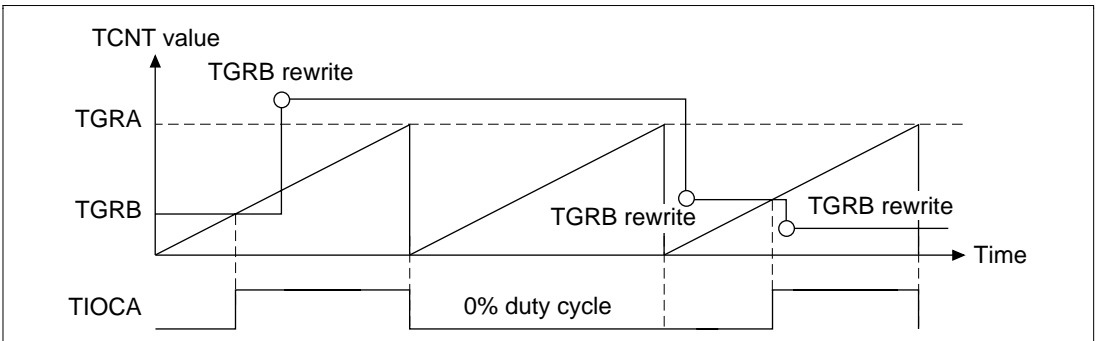 TCNT value
TGRB rewrite
TGRA
TGRB
TGRB rewrite
TGRB rewrite
Time
TIOCA
0% duty cycle